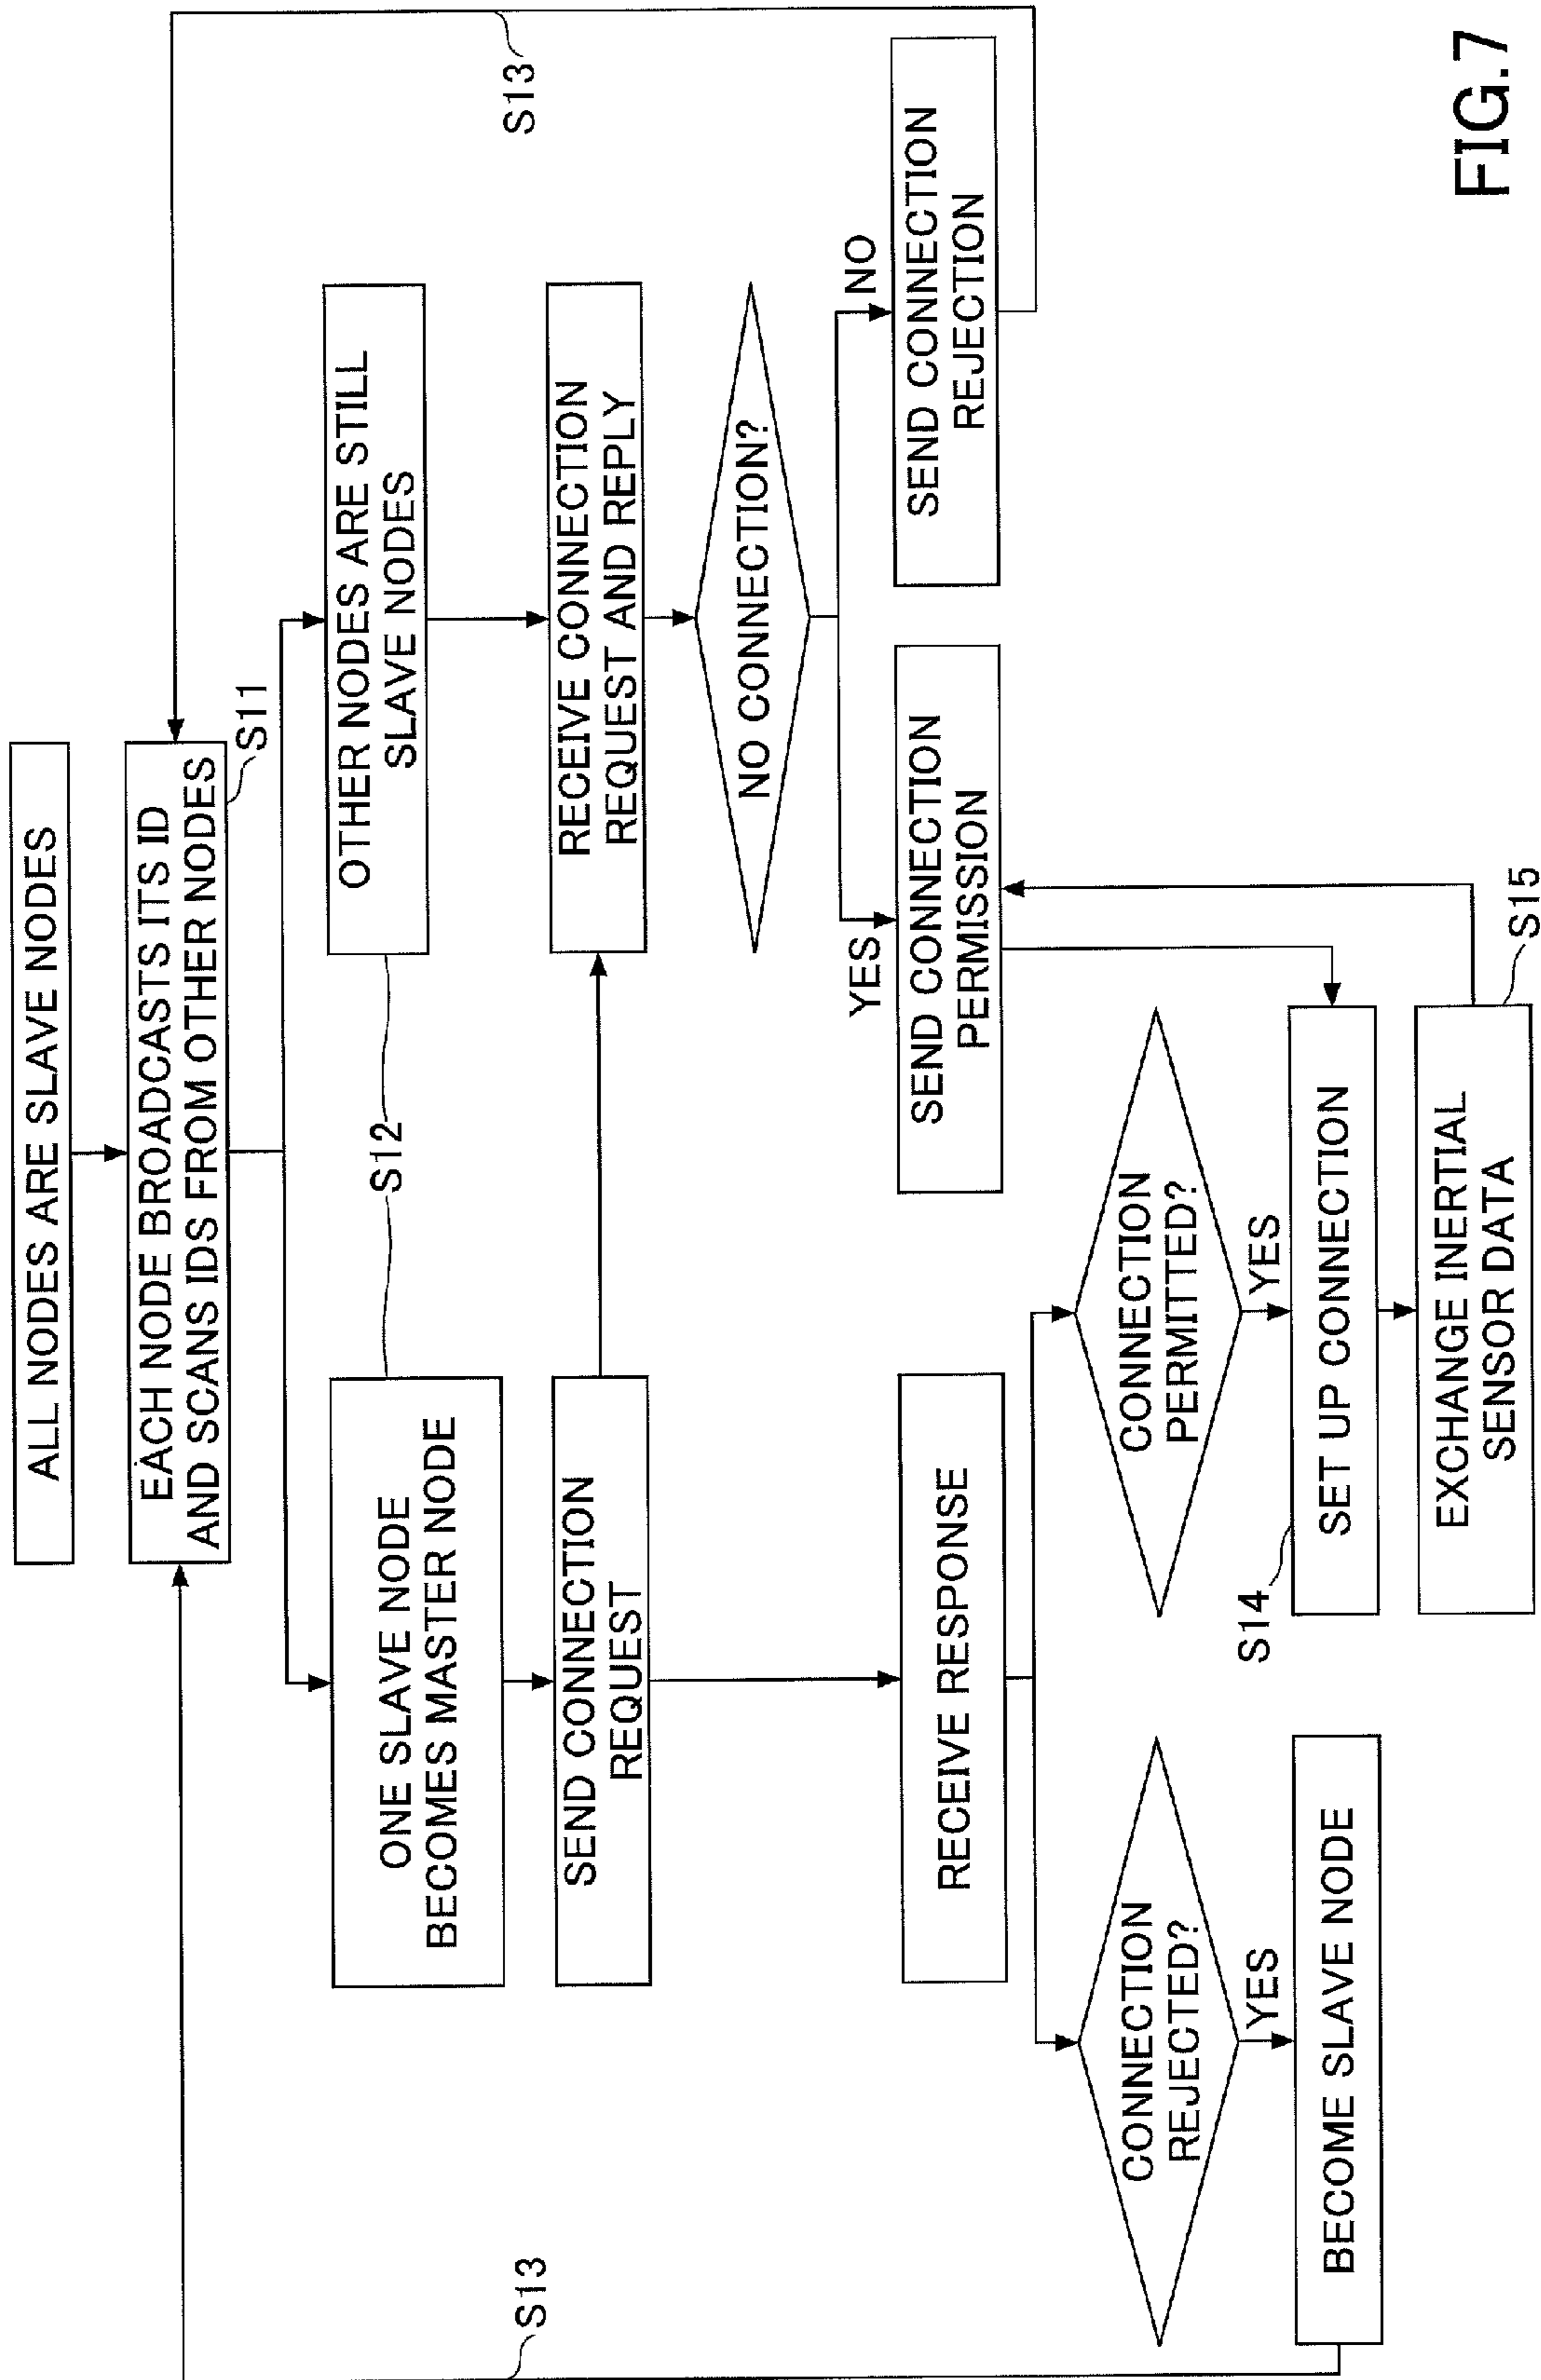 ALL NODES ARE SLAVE NODES
EACH NODE BROADCASTS ITS ID
AND SCANS IDS FROM OTHER NODES
S11
S13
S13
ONE SLAVE NODE
BECOMES MASTER NODE
S12
OTHER NODES ARE STILL
SLAVE NODES
SEND CONNECTION
REQUEST
RECEIVE CONNECTION
REQUEST AND REPLY
NO CONNECTION?
YES
NO
RECEIVE RESPONSE
SEND CONNECTION
PERMISSION
SEND CONNECTION
REJECTION
CONNECTION
REJECTED?
YES
CONNECTION
PERMITTED?
YES
BECOME SLAVE NODE
S14
SET UP CONNECTION
EXCHANGE INERTIAL
SENSOR DATA
S15
FIG.7